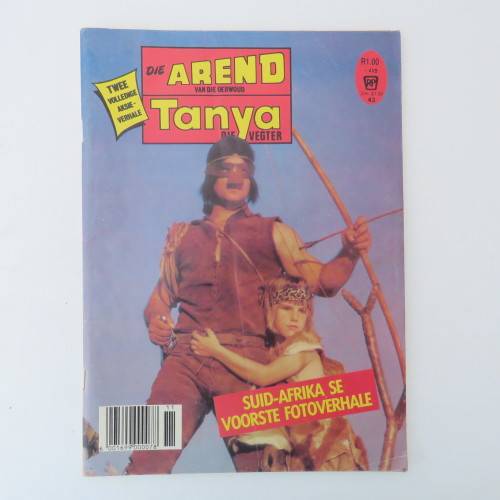 DIE AREND
VAN DIE OERWOUD
Tanya
DIE VEGTER
TWEE
VOLLEDIGE
AKSIE-
VERHALE
R1.00
43
SUID-AFRIKA SE
VOORSTE FOTOVERHALE
11